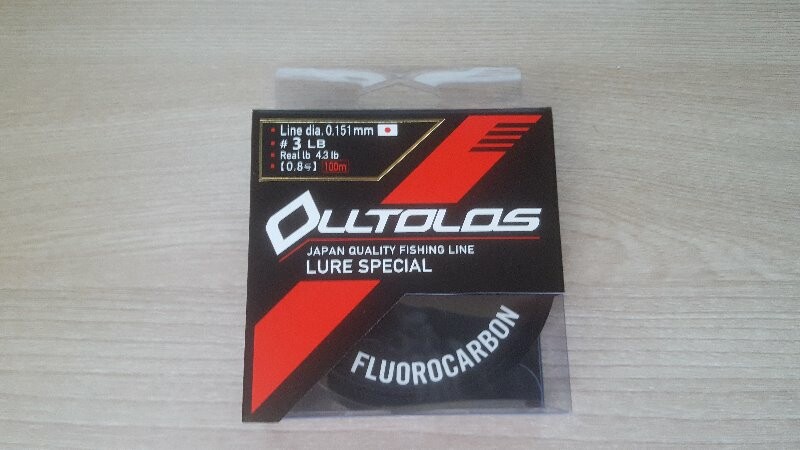 Line dia. 0.151mm
# 3 LB
Real lb 4.3 lb
【0.8号】 100m
OLLTOLOS
JAPAN QUALITY FISHING LINE
LURE SPECIAL
FLUOROCARBON